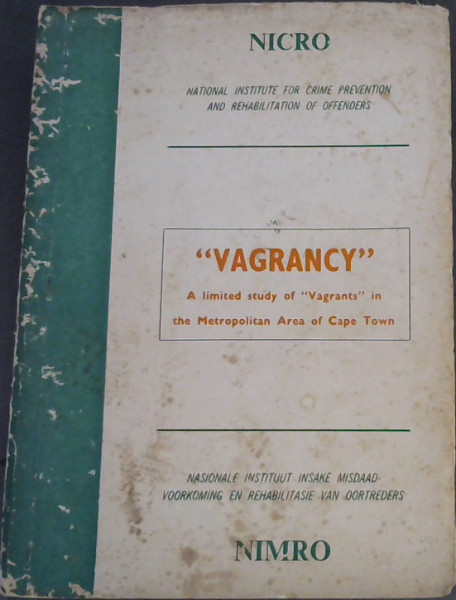 NICRO
NATIONAL INSTITUTE FOR CRIME PREVENTION
AND REHABILITATION OF OFFENDERS
"VAGRANCY"
A limited study of "Vagrants" in
the Metropolitan Area of Cape Town
NASIONALE INSTITUUT INSAKE MISDAAD-
VOORKOMING EN REHABILITASIE VAN OORTREDERS
NIMRO